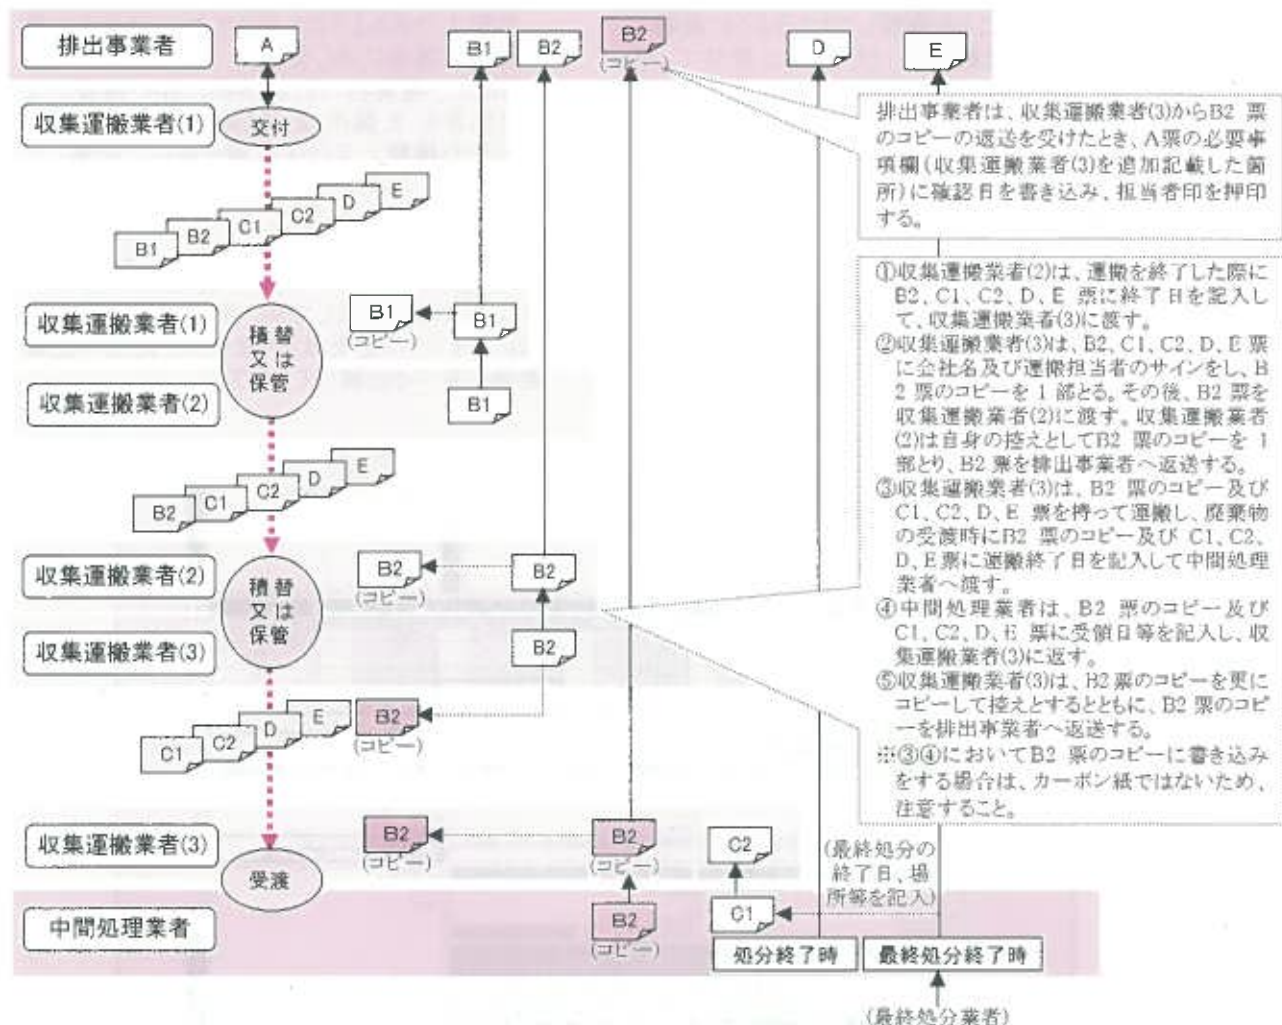 排出事業者
A
B1
B2
B2
(コピー)
D
E
収集運搬業者(1)
交付
排出事業者は、収集運搬業者(3)からB2 票
のコピーの返送を受けたとき、A票の必要事
項欄(収集運搬業者(3)を追加記載した箇
所)に確認日を書き込み、担当者印を押印
する。
B1
B2
C1
C2
D
E
収集運搬業者(1)
積替
又は
保管
収集運搬業者(2)
B1
(コピー)
B1
B1
①収集運搬業者(2)は、運搬を終了した際に
B2、C1、C2、D、E 票に終了日を記入し
て、収集運搬業者(3)に渡す。
②収集運搬業者(3)は、B2、C1、C2、D、E 票
に会社名及び運搬担当者のサインをし、B
2 票のコピーを 1 部とる。その後、B2 票を
収集運搬業者(2)に渡す。収集運搬業者
(2)は自身の控えとしてB2 票のコピーを 1
部とり、B2 票を排出事業者へ返送する。
③収集運搬業者(3)は、B2 票のコピー及び
C1、C2、D、E 票を持って運搬し、廃棄物
の受渡時にB2 票のコピー及び C1、C2、
D、E票に運搬終了日を記入して中間処理
業者へ渡す。
④中間処理業者は、B2 票のコピー及び
C1、C2、D、E 票に受領日等を記入し、収
集運搬業者(3)に返す。
⑤収集運搬業者(3)は、B2 票のコピーを更に
コピーして控えとするとともに、B2 票のコピ
ーを排出事業者へ返送する。
※③④においてB2 票のコピーに書き込み
をする場合は、カーボン紙ではないため、
注意すること。
B2
C1
C2
D
E
収集運搬業者(2)
積替
又は
保管
収集運搬業者(3)
B2
(コピー)
B2
B2
C1
C2
D
E
B2
(コピー)
収集運搬業者(3)
受渡
B2
(コピー)
B2
(コピー)
C2
(最終処分の
終了日、場
所等を記入)
中間処理業者
B2
(コピー)
C1
処分終了時
最終処分終了時
(最終処分業者)